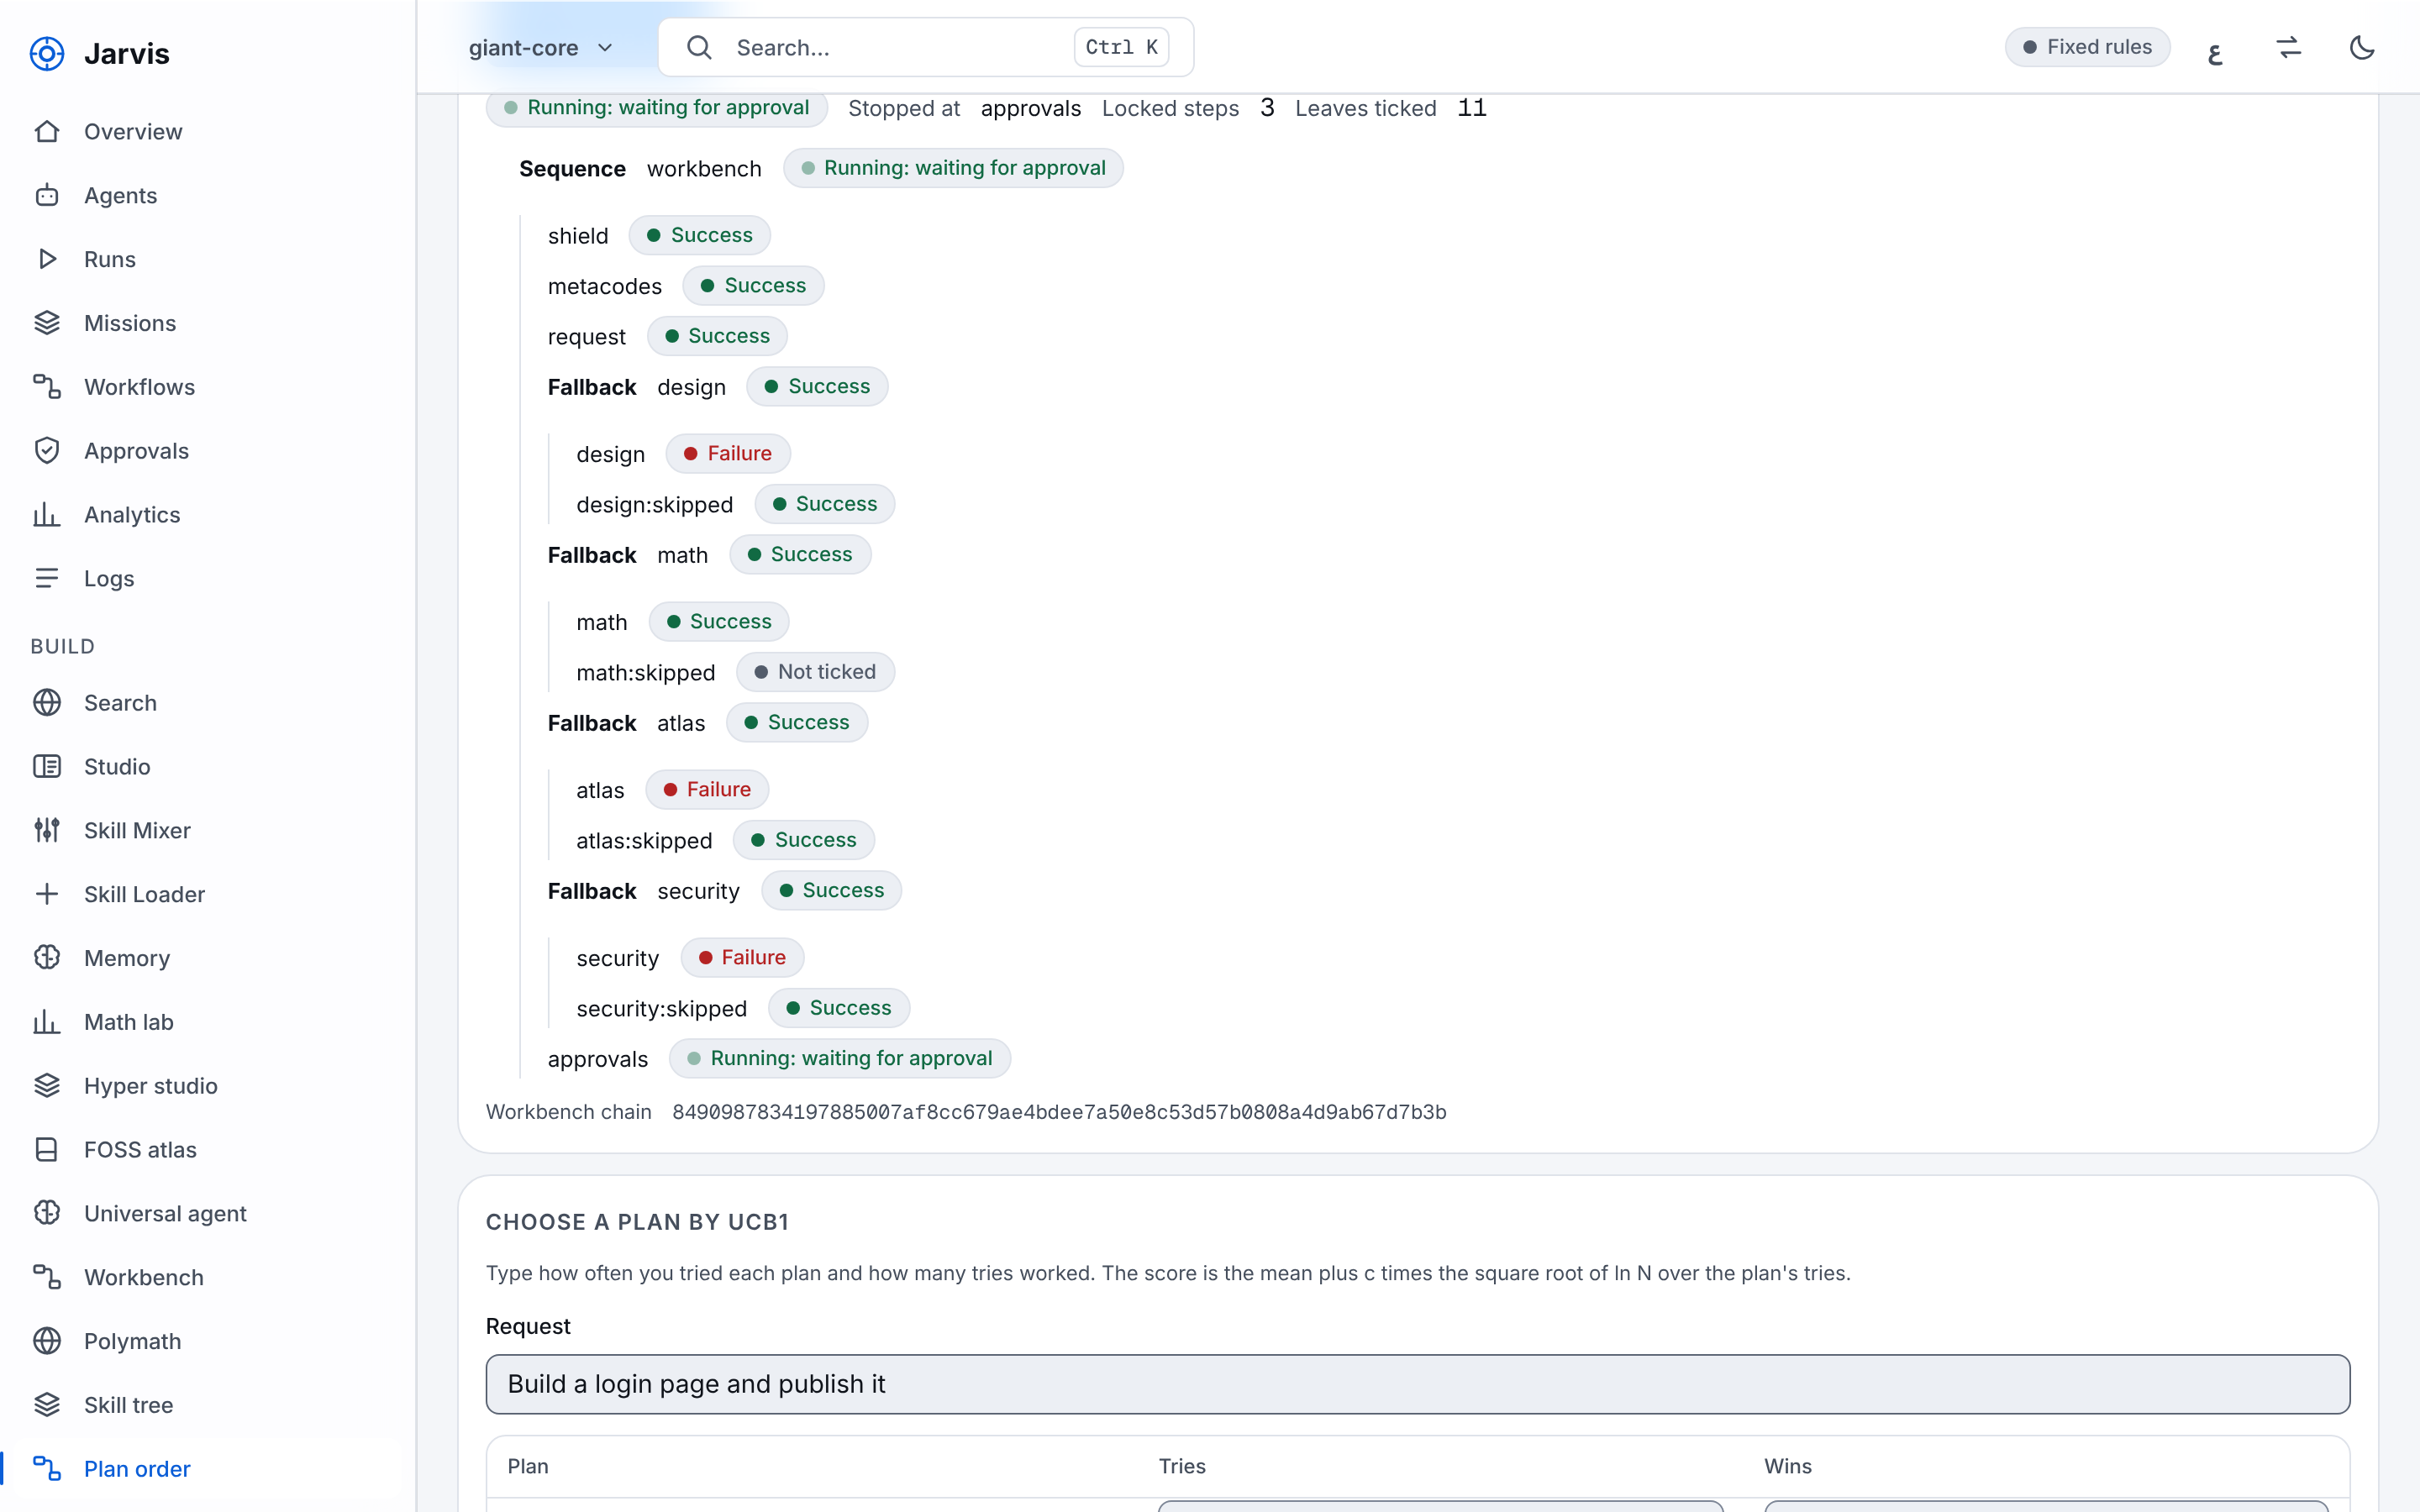 Jarvis
Overview
Agents
Runs
Missions
Workflows
Approvals
Analytics
Logs
BUILD
Search
Studio
Skill Mixer
Skill Loader
Memory
Math lab
Hyper studio
FOSS atlas
Universal agent
Workbench
Polymath
Skill tree
Plan order
giant-core
Search... Ctrl K
Fixed rules
ع
Running: waiting for approval Stopped at approvals Locked steps 3 Leaves ticked 11
Sequence workbench Running: waiting for approval
shield Success
metacodes Success
request Success
Fallback design Success
design Failure
design:skipped Success
Fallback math Success
math Success
math:skipped Not ticked
Fallback atlas Success
atlas Failure
atlas:skipped Success
Fallback security Success
security Failure
security:skipped Success
approvals Running: waiting for approval
Workbench chain 8490987834197885007af8cc679ae4bdee7a50e8c53d57b0808a4d9ab67d7b3b
CHOOSE A PLAN BY UCB1
Type how often you tried each plan and how many tries worked. The score is the mean plus c times the square root of ln N over the plan's tries.
Request
Build a login page and publish it
Plan Tries Wins